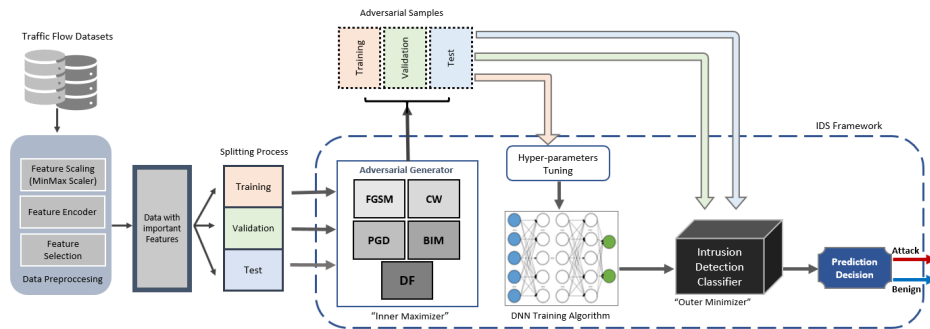 Adversarial Samples
Traffic Flow Datasets
Training
Validation
Test
IDS Framework
Splitting Process
Hyper-parameters
Tuning
Feature Scaling
(MinMax Scaler)
Feature Encoder
Feature
Selection
Data Preproccesing
Data with
important
Features
Training
Validation
Test
Adversarial Generator
FGSM
CW
PGD
BIM
DF
"Inner Maximizer"
DNN Training Algorithm
Intrusion
Detection
Classifier
"Outer Minimizer"
Prediction
Decision
Attack
Benign